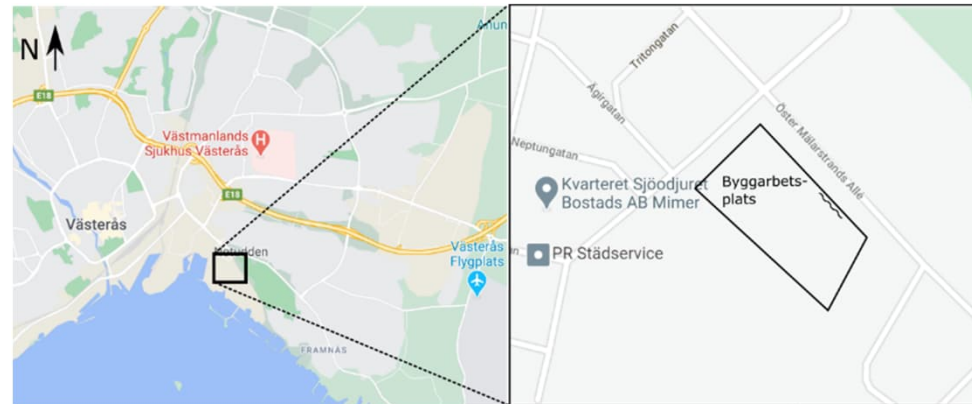 N
E18
Anun
Västmanlands
Sjukhus Västerås
E18
Västerås
Västerås
Flygplats
FRAMNÄS
Tritongatan
Ägirgatan
Öster Mälarstrands Allé
Neptungatan
Kvarteret Sjöodjuret
Bostads AB Mimer
Byggarbets-
plats
PR Städservice